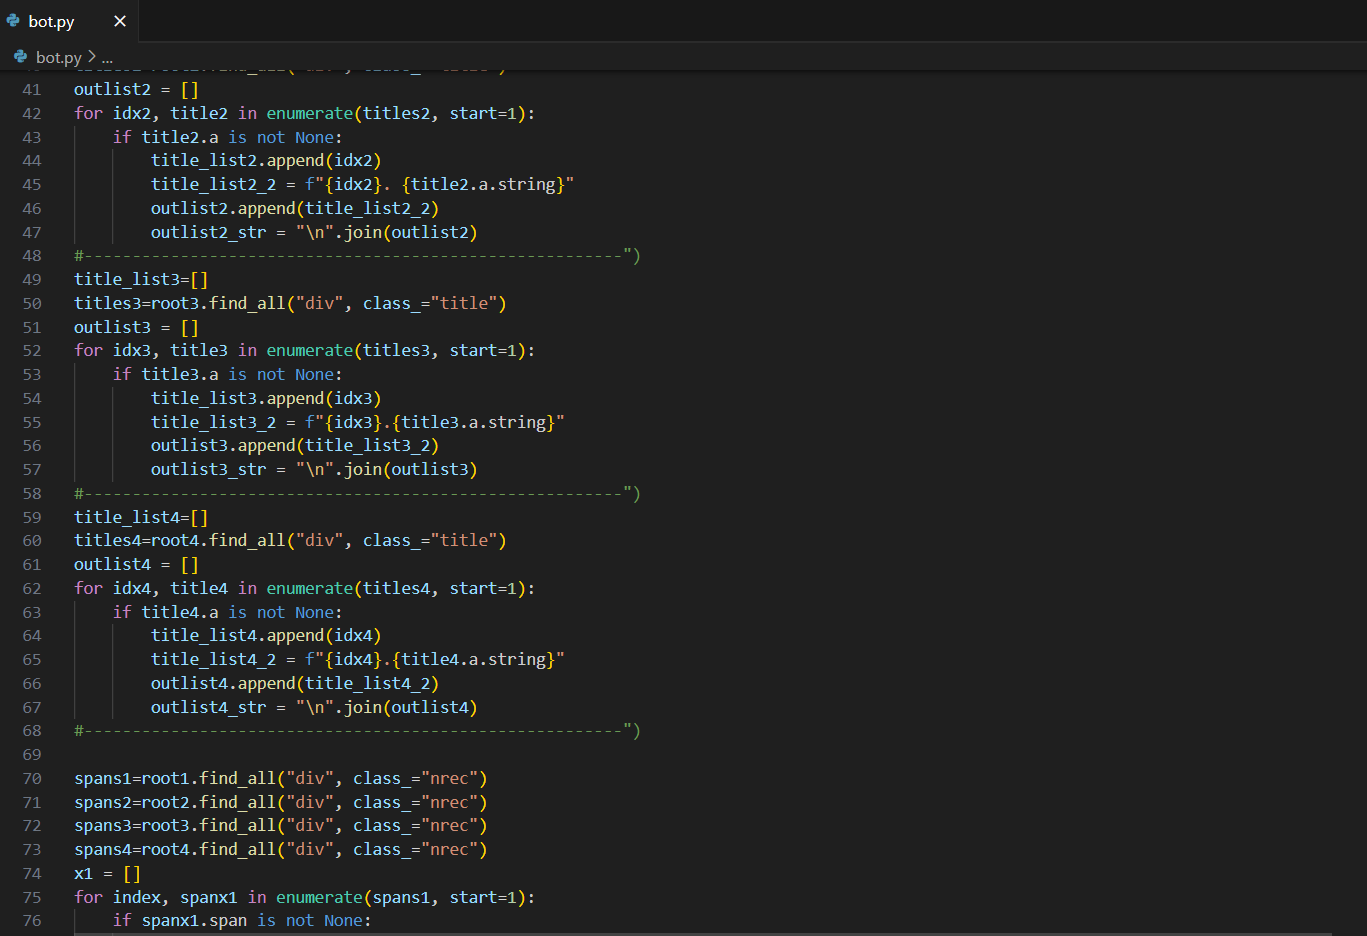 bot.py
bot.py > ...
41 outlist2 = []
42 for idx2, title2 in enumerate(titles2, start=1):
43     if title2.a is not None:
44         title_list2.append(idx2)
45         title_list2_2 = f"{idx2}. {title2.a.string}"
46         outlist2.append(title_list2_2)
47         outlist2_str = "\n".join(outlist2)
48 #--------------------------------------------------------")
49 title_list3=[]
50 titles3=root3.find_all("div", class_="title")
51 outlist3 = []
52 for idx3, title3 in enumerate(titles3, start=1):
53     if title3.a is not None:
54         title_list3.append(idx3)
55         title_list3_2 = f"{idx3}.{title3.a.string}"
56         outlist3.append(title_list3_2)
57         outlist3_str = "\n".join(outlist3)
58 #--------------------------------------------------------")
59 title_list4=[]
60 titles4=root4.find_all("div", class_="title")
61 outlist4 = []
62 for idx4, title4 in enumerate(titles4, start=1):
63     if title4.a is not None:
64         title_list4.append(idx4)
65         title_list4_2 = f"{idx4}.{title4.a.string}"
66         outlist4.append(title_list4_2)
67         outlist4_str = "\n".join(outlist4)
68 #--------------------------------------------------------")
69
70 spans1=root1.find_all("div", class_="nrec")
71 spans2=root2.find_all("div", class_="nrec")
72 spans3=root3.find_all("div", class_="nrec")
73 spans4=root4.find_all("div", class_="nrec")
74 x1 = []
75 for index, spanx1 in enumerate(spans1, start=1):
76     if spanx1.span is not None: